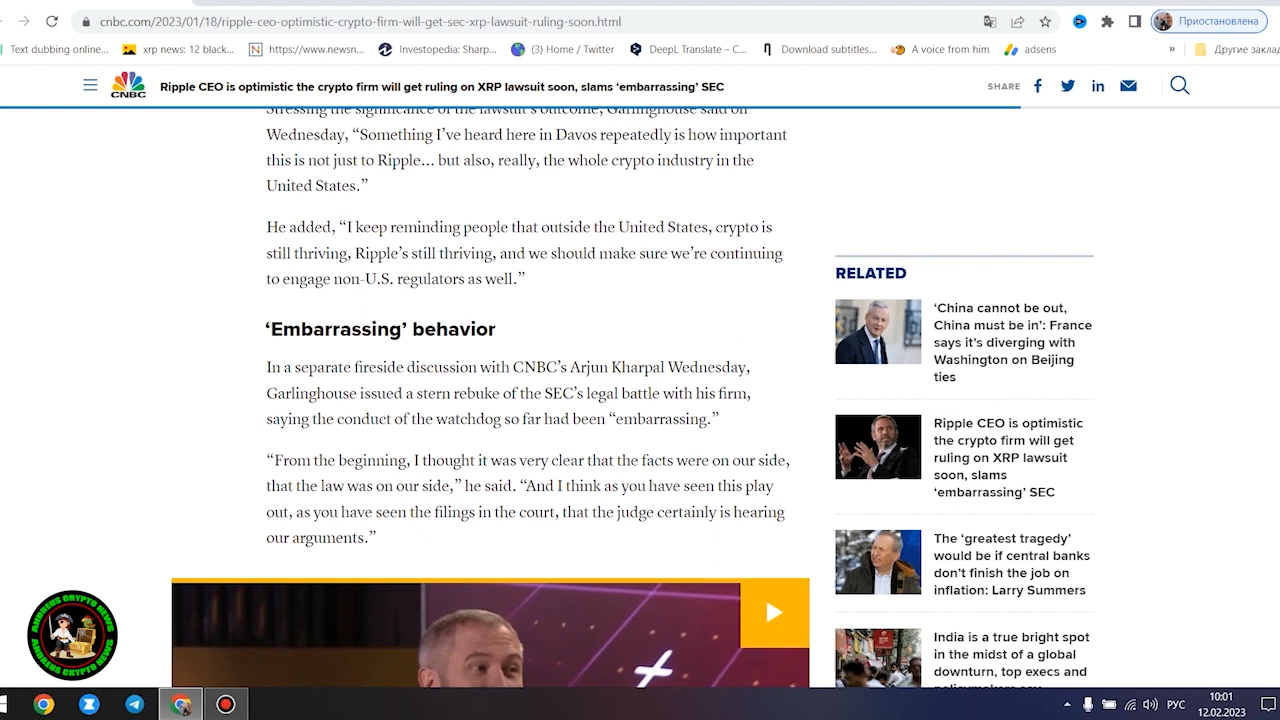 cnbc.com/2023/01/18/ripple-ceo-optimistic-crypto-firm-will-get-sec-xrp-lawsuit-ruling-soon.html
Приостановлена
Text dubbing online...
xrp news: 12 black...
https://www.newsn...
Investopedia: Sharp...
(3) Home / Twitter
DeepL Translate – C...
Download subtitles...
A voice from him
adsens
»
Другие закла
CNBC
Ripple CEO is optimistic the crypto firm will get ruling on XRP lawsuit soon, slams ‘embarrassing’ SEC
SHARE
Stressing the significance of the lawsuit’s outcome, Garlinghouse said on
Wednesday, “Something I’ve heard here in Davos repeatedly is how important
this is not just to Ripple… but also, really, the whole crypto industry in the
United States.”
He added, “I keep reminding people that outside the United States, crypto is
still thriving, Ripple’s still thriving, and we should make sure we’re continuing
to engage non-U.S. regulators as well.”
‘Embarrassing’ behavior
In a separate fireside discussion with CNBC’s Arjun Kharpal Wednesday,
Garlinghouse issued a stern rebuke of the SEC’s legal battle with his firm,
saying the conduct of the watchdog so far had been “embarrassing.”
“From the beginning, I thought it was very clear that the facts were on our side,
that the law was on our side,” he said. “And I think as you have seen this play
out, as you have seen the filings in the court, that the judge certainly is hearing
our arguments.”
RELATED
‘China cannot be out,
China must be in’: France
says it’s diverging with
Washington on Beijing
ties
Ripple CEO is optimistic
the crypto firm will get
ruling on XRP lawsuit
soon, slams
‘embarrassing’ SEC
The ‘greatest tragedy’
would be if central banks
don’t finish the job on
inflation: Larry Summers
India is a true bright spot
in the midst of a global
downturn, top execs and
policymakers say
ANDREUS CRYPTO NEWS
ANDREUS CRYPTO NEWS
РУС
10:01
12.02.2023